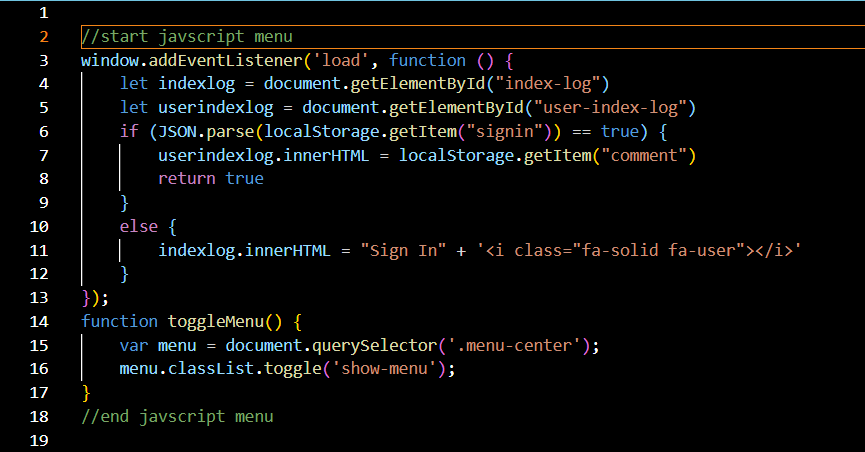 1
2 //start javscript menu
3 window.addEventListener('load', function () {
4     let indexlog = document.getElementById("index-log")
5     let userindexlog = document.getElementById("user-index-log")
6     if (JSON.parse(localStorage.getItem("signin")) == true) {
7         userindexlog.innerHTML = localStorage.getItem("comment")
8         return true
9     }
10     else {
11         indexlog.innerHTML = "Sign In" + '<i class="fa-solid fa-user"></i>'
12     }
13 });
14 function toggleMenu() {
15     var menu = document.querySelector('.menu-center');
16     menu.classList.toggle('show-menu');
17 }
18 //end javscript menu
19